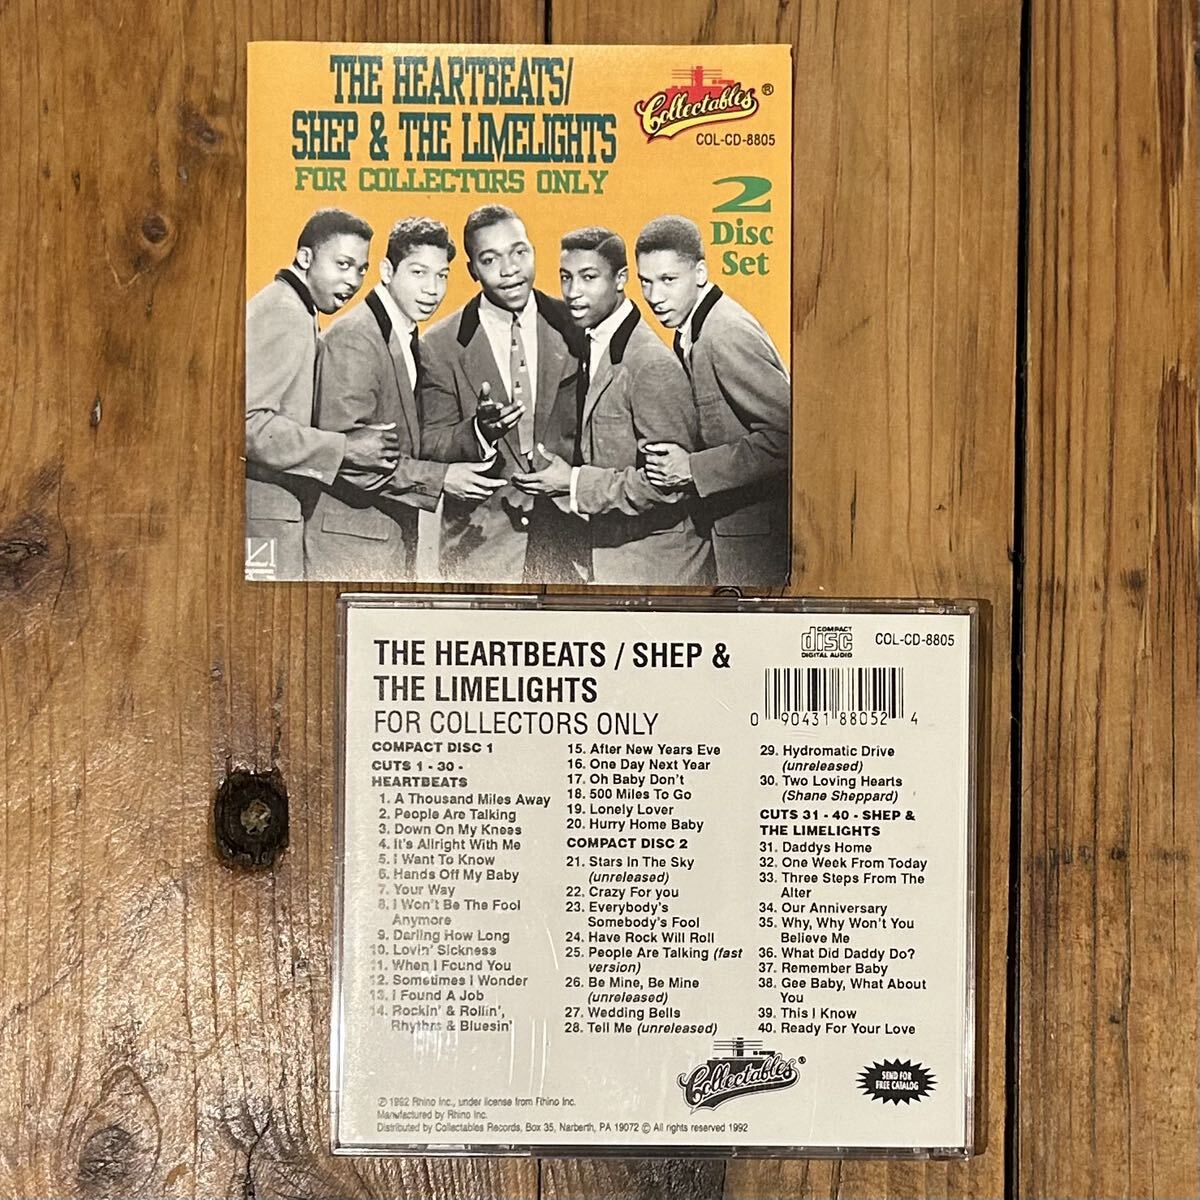 THE HEARTBEATS/
SHEP & THE LIMELIGHTS
FOR COLLECTORS ONLY
Collectables ®
COL-CD-8805
2
Disc
Set
THE HEARTBEATS / SHEP &
THE LIMELIGHTS
FOR COLLECTORS ONLY
COMPACT
disc
DIGITAL AUDIO
COL-CD-8805
0 90431 88052 4
COMPACT DISC 1
CUTS 1 - 30 -
HEARTBEATS
1. A Thousand Miles Away
2. People Are Talking
3. Down On My Knees
4. It's Allright With Me
5. I Want To Know
6. Hands Off My Baby
7. Your Way
8. I Won't Be The Fool
Anymore
9. Darling How Long
10. Lovin' Sickness
11. When I Found You
12. Sometimes I Wonder
13. I Found A Job
14. Rockin' & Rollin',
Rhythm & Bluesin'
15. After New Years Eve
16. One Day Next Year
17. Oh Baby Don't
18. 500 Miles To Go
19. Lonely Lover
20. Hurry Home Baby
COMPACT DISC 2
21. Stars In The Sky
(unreleased)
22. Crazy For you
23. Everybody's
Somebody's Fool
24. Have Rock Will Roll
25. People Are Talking (fast
version)
26. Be Mine, Be Mine
(unreleased)
27. Wedding Bells
28. Tell Me (unreleased)
29. Hydromatic Drive
(unreleased)
30. Two Loving Hearts
(Shane Sheppard)
CUTS 31 - 40 - SHEP &
THE LIMELIGHTS
31. Daddys Home
32. One Week From Today
33. Three Steps From The
Alter
34. Our Anniversary
35. Why, Why Won't You
Believe Me
36. What Did Daddy Do?
37. Remember Baby
38. Gee Baby, What About
You
39. This I Know
40. Ready For Your Love
Collectables ®
SEND FOR
FREE CATALOG
℗ 1992 Rhino Inc., under license from Rhino Inc.
Manufactured by Rhino Inc.
Distributed by Collectables Records, Box 35, Narberth, PA 19072 © All rights reserved 1992